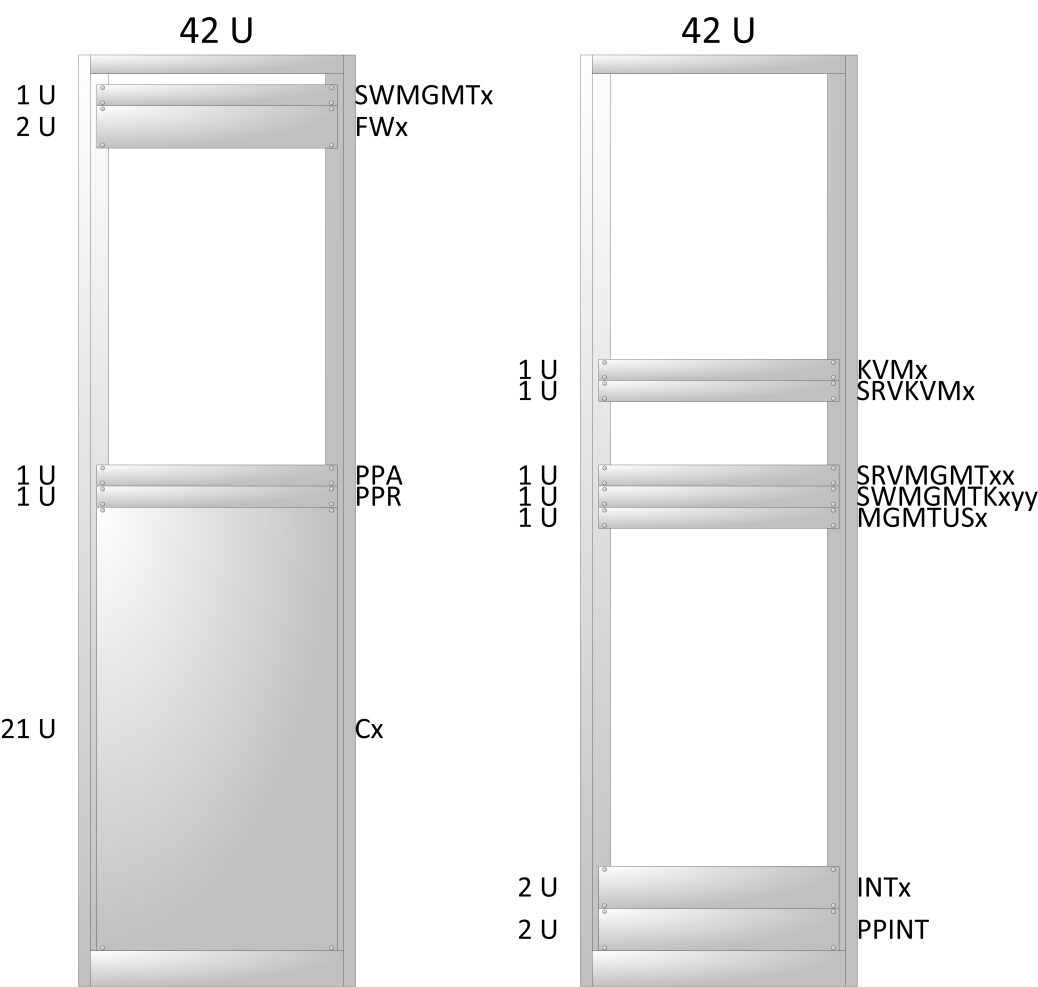 42 U
1 U SWMGMTx
2 U FWx
1 U PPA
1 U PPR
21 U Cx
42 U
1 U KVMx
1 U SRVKVMx
1 U SRVMGMTxx
1 U SWMGMTKxyy
1 U MGMTUSx
2 U INTx
2 U PPINT